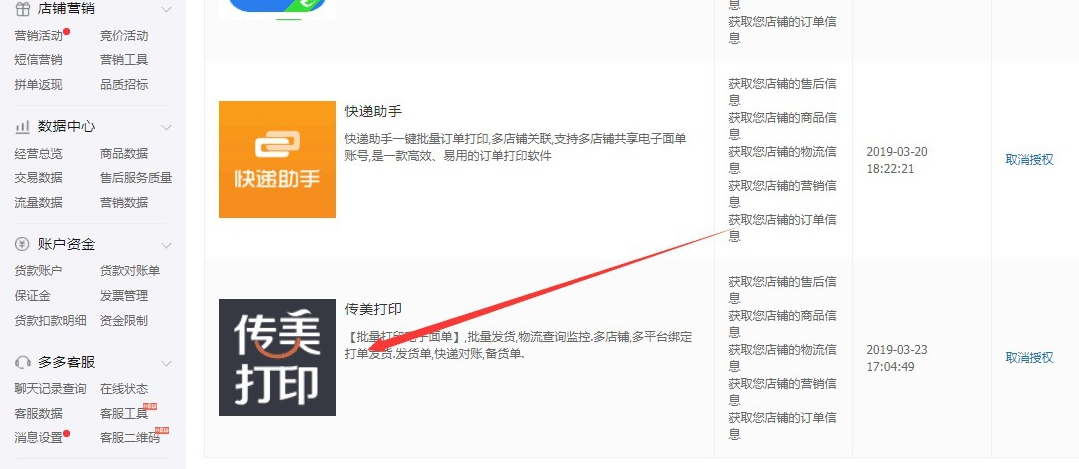 店铺营销
营销活动 竞价活动
短信营销 营销工具
拼单返现 品质招标
数据中心
经营总览 商品数据
交易数据 售后服务质量
流量数据 营销数据
账户资金
货款账户 货款对账单
保证金 发票管理
货款扣款明细 资金限制
多多客服
聊天记录查询 在线状态
客服数据 客服工具 NEW
消息设置 客服二维码 NEW
息
获取您店铺的订单信
息
快递助手
快递助手
快递助手一键批量订单打印,多店铺关联,支持多店铺共享电子面单
账号,是一款高效、易用的订单打印软件
获取您店铺的售后信
息
获取您店铺的商品信
息
获取您店铺的物流信
息
获取您店铺的营销信
息
获取您店铺的订单信
息
2019-03-20
18:22:21
取消授权
传美
打印
传美打印
【批量打印电子面单】,批量发货,物流查询监控.多店铺,多平台绑定
打单发货.发货单,快递对账,备货单.
获取您店铺的售后信
息
获取您店铺的商品信
息
获取您店铺的物流信
息
获取您店铺的营销信
息
获取您店铺的订单信
息
2019-03-23
17:04:49
取消授权